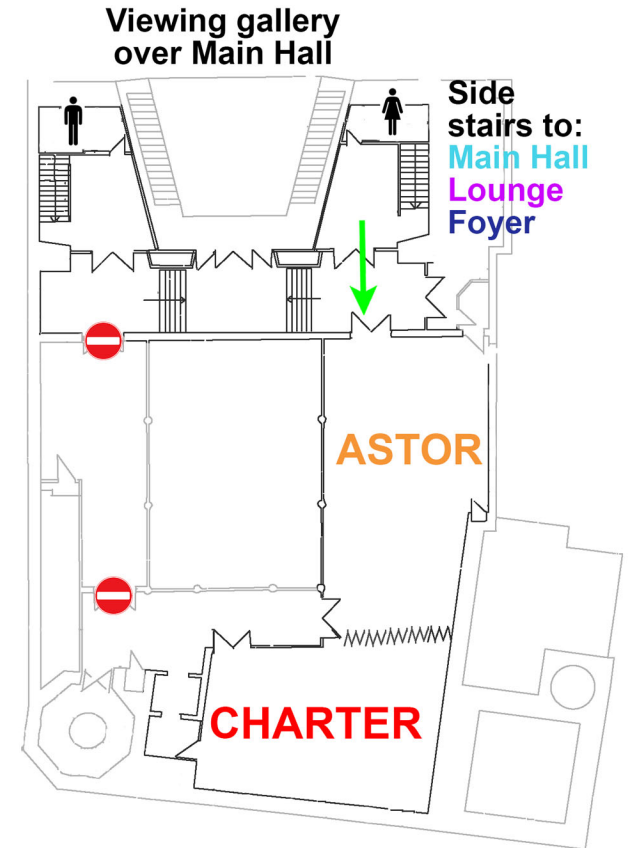 Viewing gallery
over Main Hall
Side
stairs to:
Main Hall
Lounge
Foyer
ASTOR
CHARTER